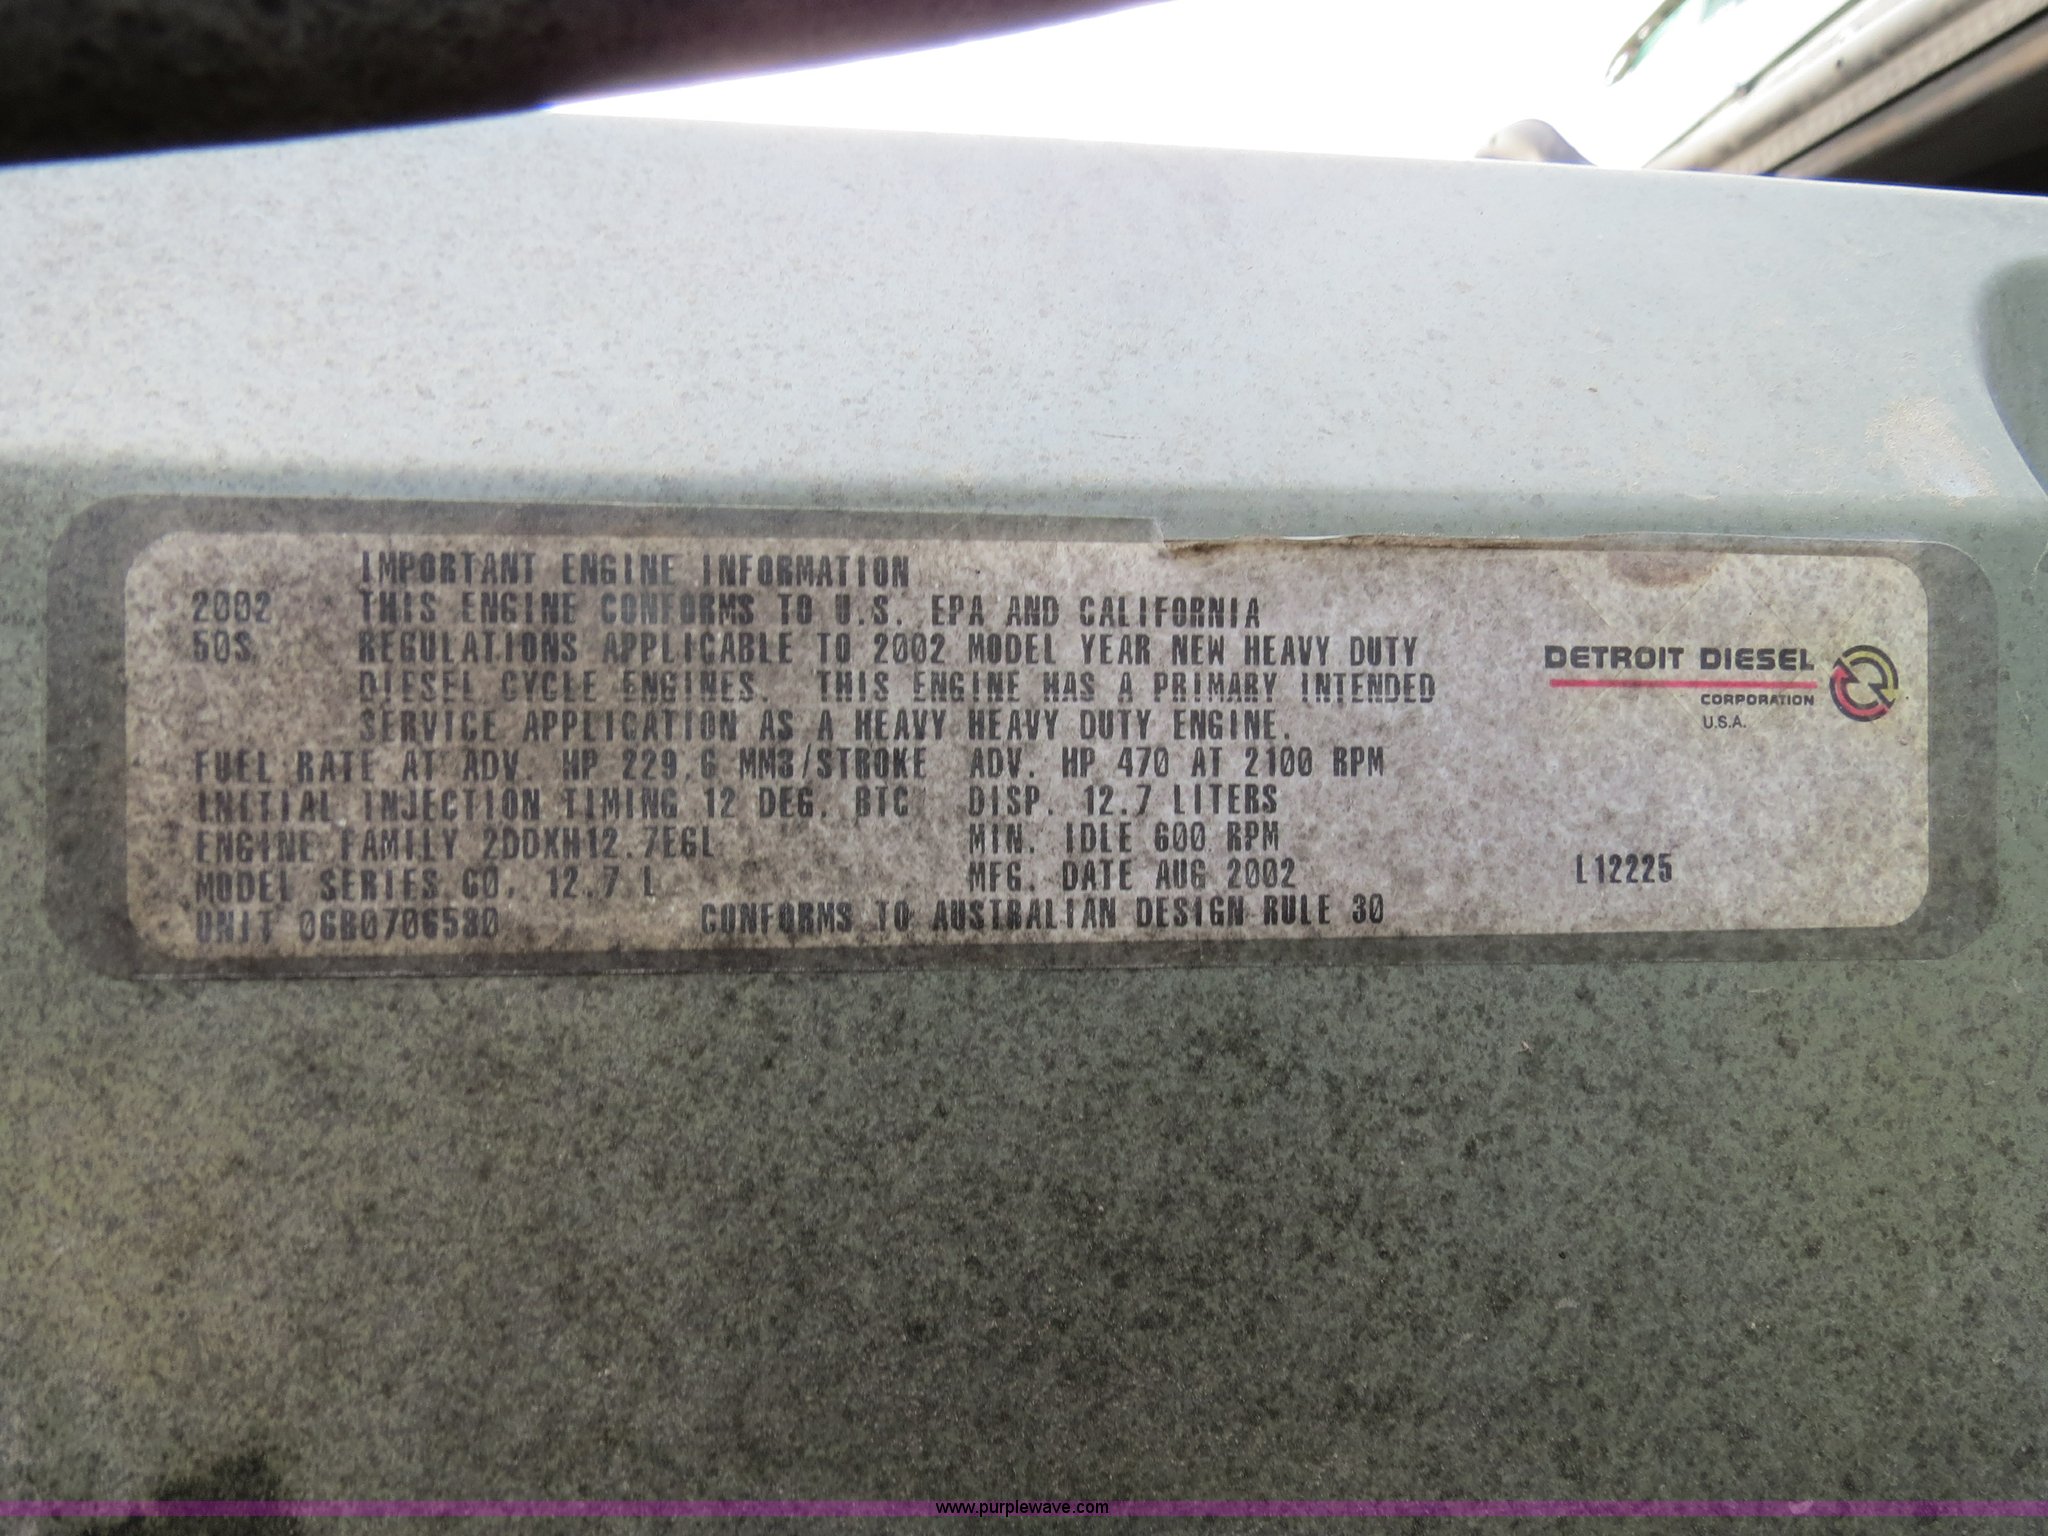 IMPORTANT ENGINE INFORMATION
2002 THIS ENGINE CONFORMS TO U.S. EPA AND CALIFORNIA
50S, REGULATIONS APPLICABLE TO 2002 MODEL YEAR NEW HEAVY DUTY
DIESEL CYCLE ENGINES. THIS ENGINE HAS A PRIMARY INTENDED
SERVICE APPLICATION AS A HEAVY HEAVY DUTY ENGINE.
FUEL RATE AT ADV. HP 229.6 MM3/STROKE ADV. HP 470 AT 2100 RPM
INITIAL INJECTION TIMING 12 DEG. BTC DISP. 12.7 LITERS
ENGINE FAMILY 2DDXH12.7EGL MIN. IDLE 600 RPM
MODEL SERIES 60, 12.7 L MFG. DATE AUG 2002
UNIT 06R0706530 CONFORMS TO AUSTRALIAN DESIGN RULE 30
DETROIT DIESEL
CORPORATION
U.S.A.
L12225
www.purplewave.com